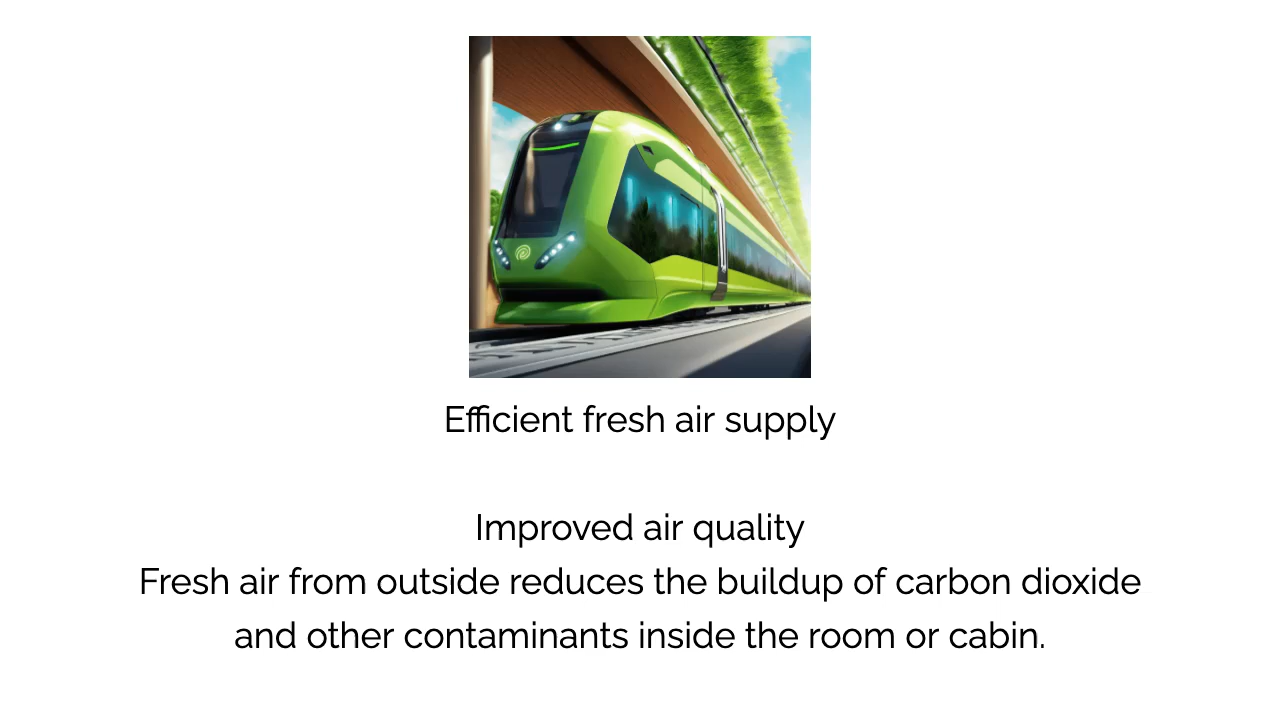 Efficient fresh air supply
Improved air quality
Fresh air from outside reduces the buildup of carbon dioxide
and other contaminants inside the room or cabin.